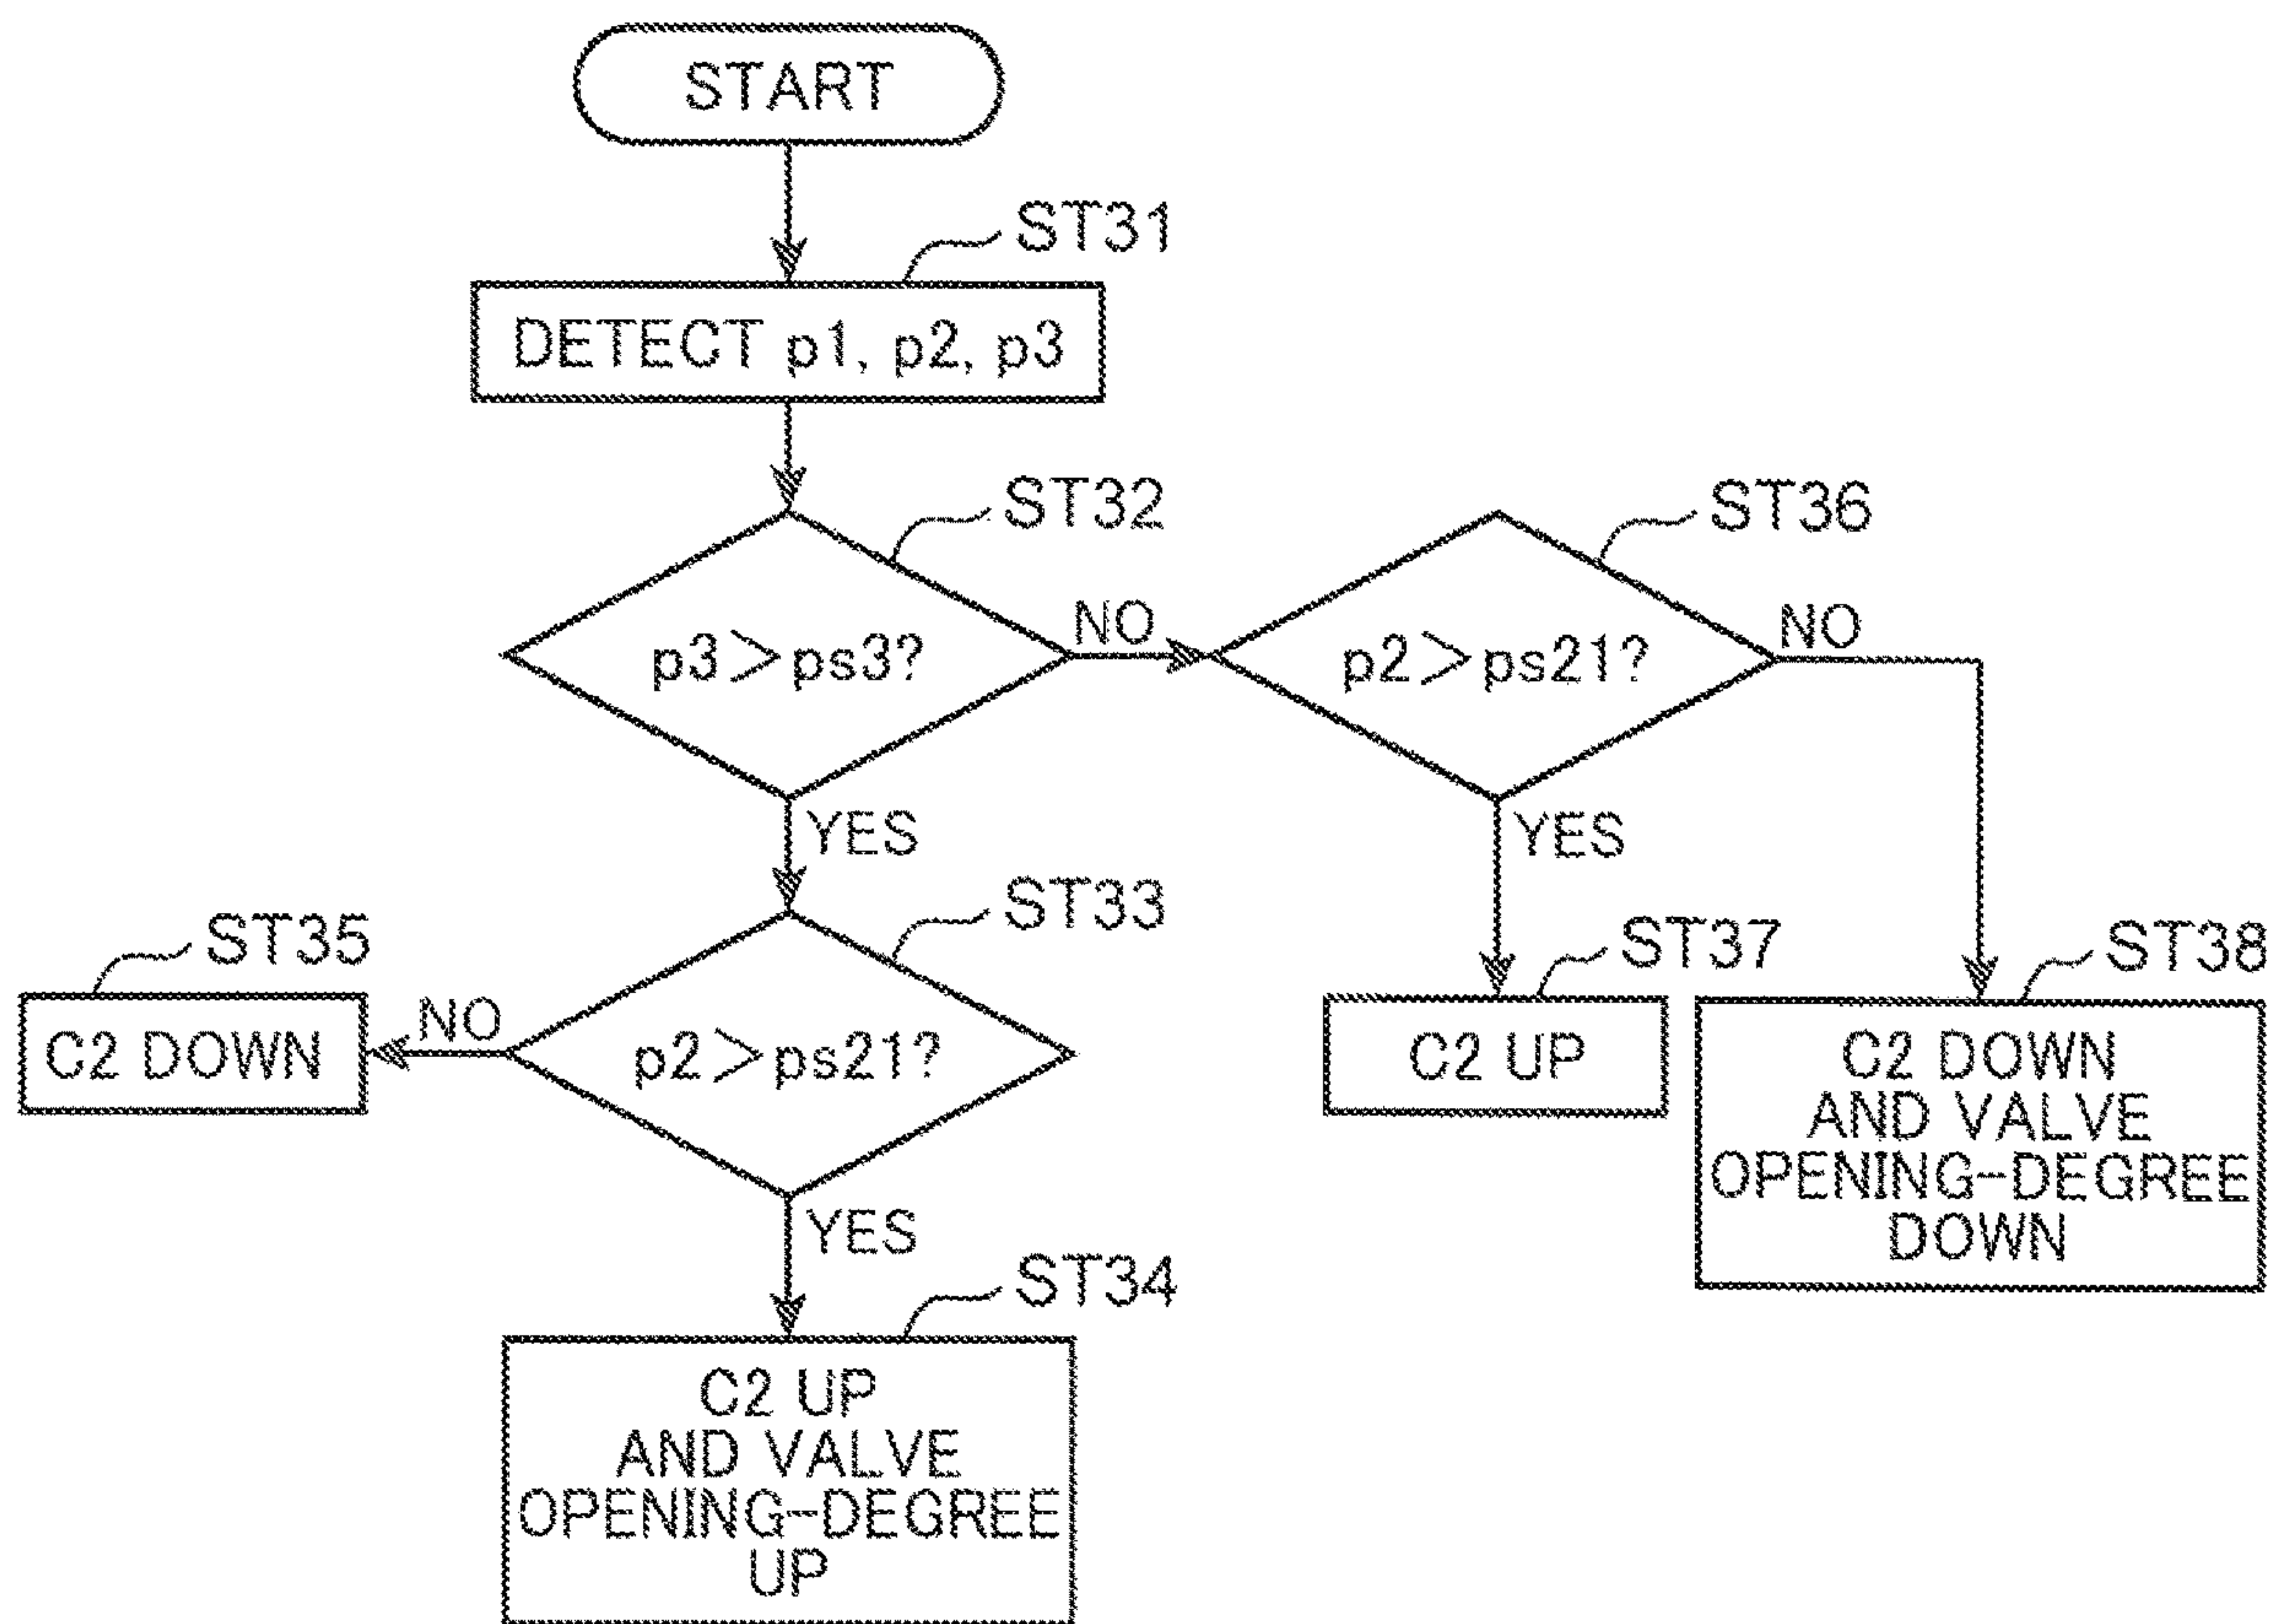 START
ST31
DETECT p1, p2, p3
ST32
p3>ps3?
NO
YES
ST36
p2>ps21?
NO
YES
ST33
p2>ps21?
NO
YES
ST35
C2 DOWN
ST37
C2 UP
ST38
C2 DOWN
AND VALVE
OPENING-DEGREE
DOWN
ST34
C2 UP
AND VALVE
OPENING-DEGREE
UP